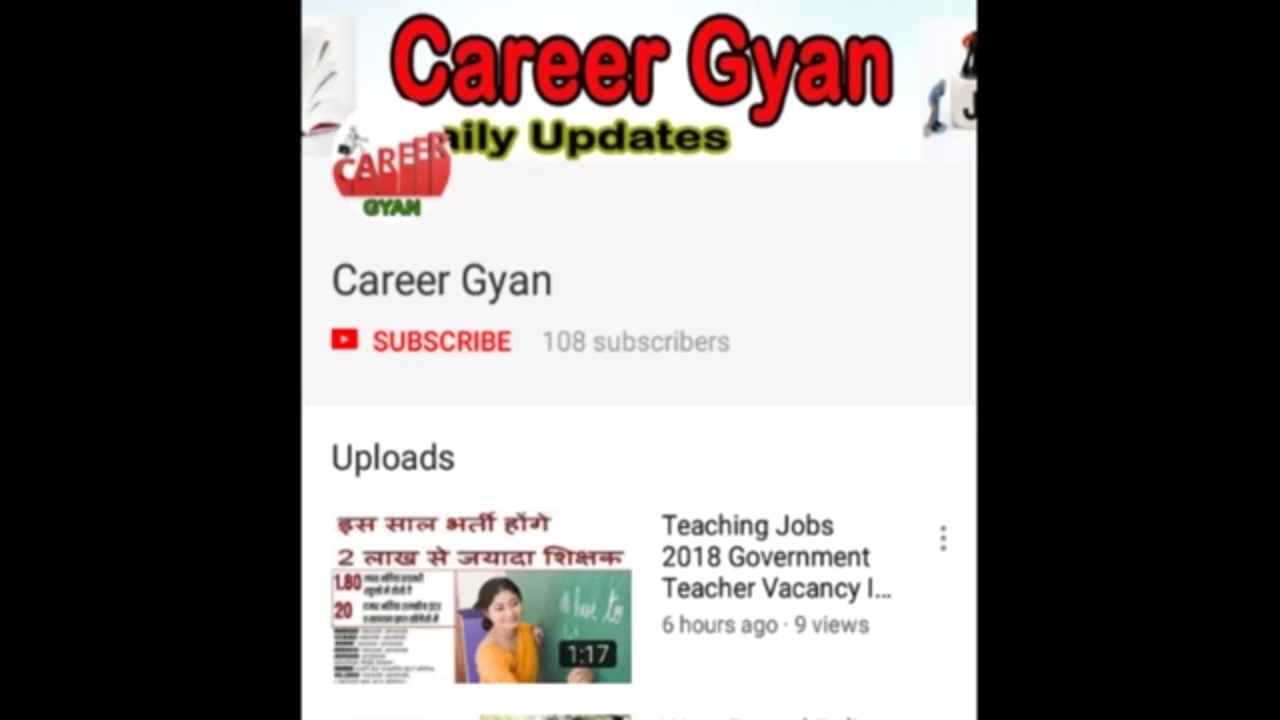 Career Gyan
aily Updates
CAREER
GYAN
Career Gyan
SUBSCRIBE 108 subscribers
Uploads
इस साल भर्ती होंगे
2 लाख से जयादा शिक्षक
1.80
20
1:17
Teaching Jobs
2018 Government
Teacher Vacancy I...
6 hours ago · 9 views